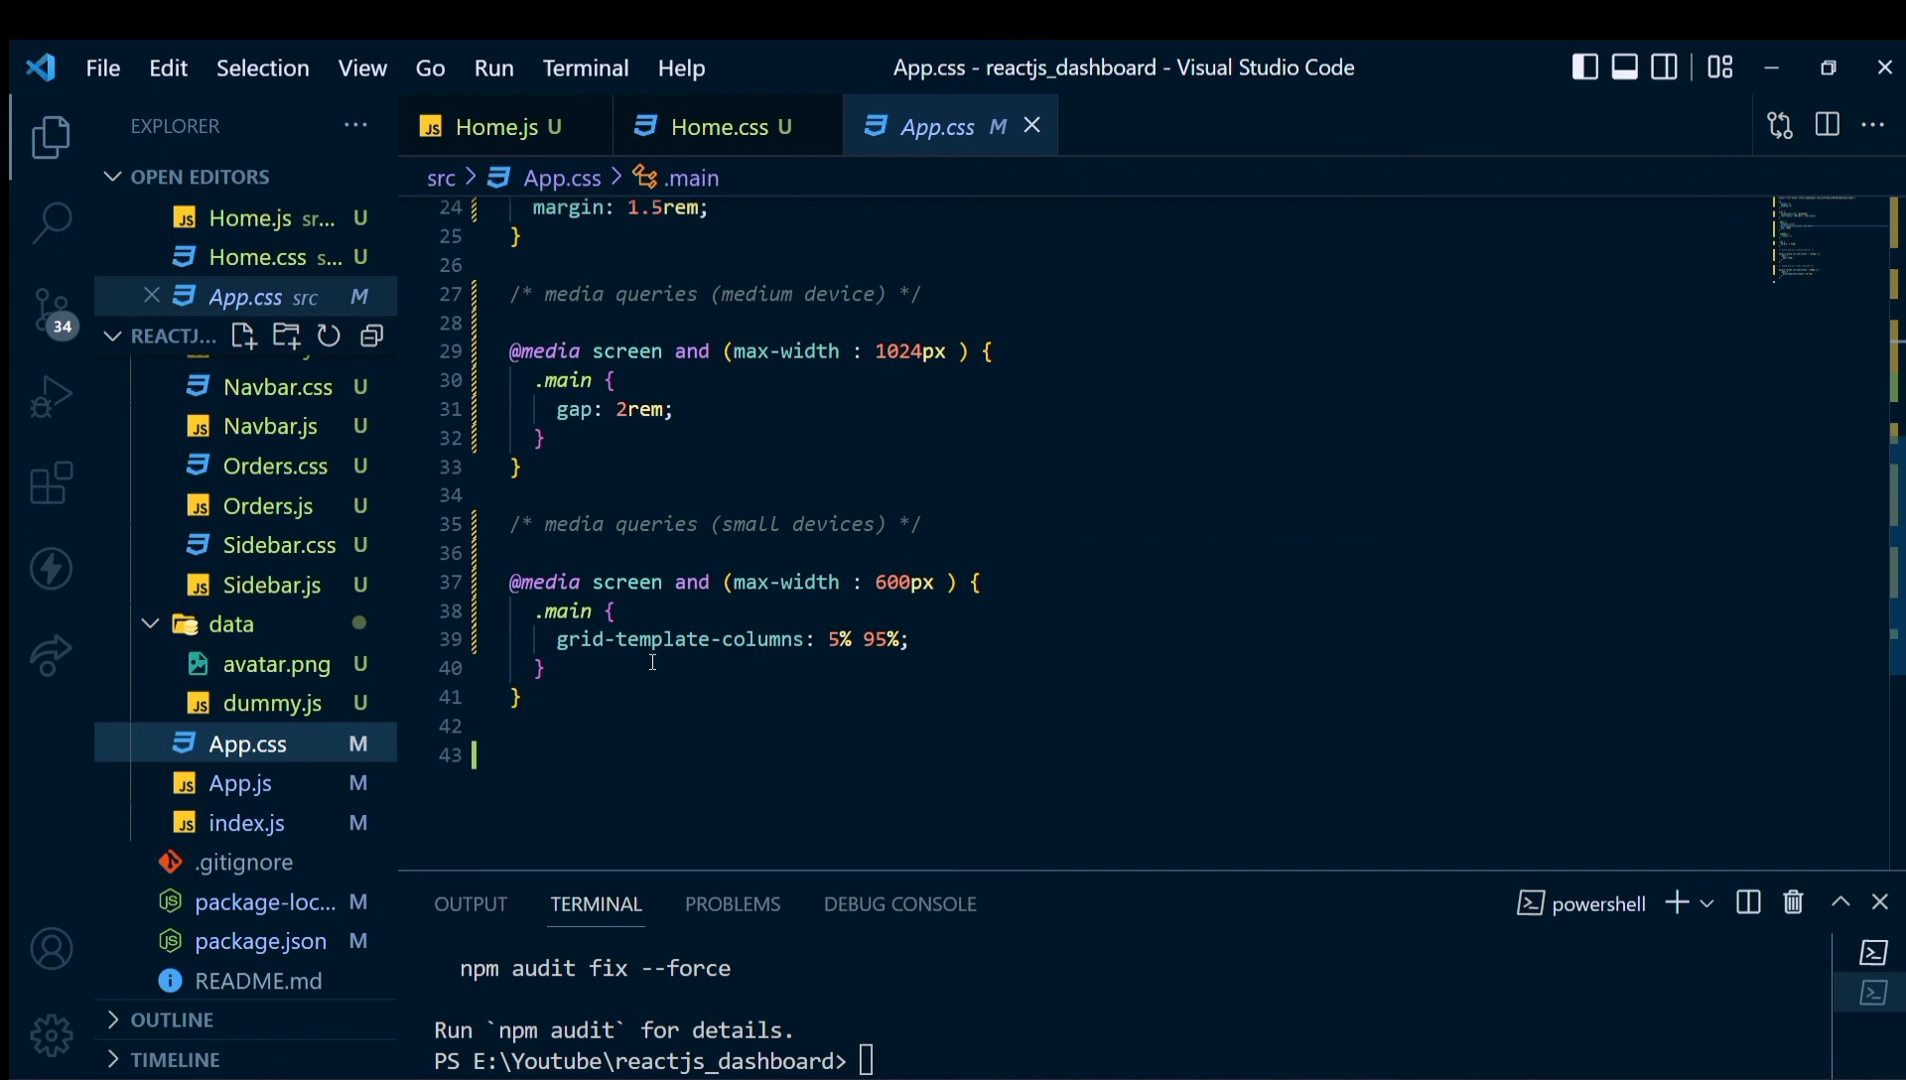 File Edit Selection View Go Run Terminal Help App.css - reactjs_dashboard - Visual Studio Code
EXPLORER
Home.js U
Home.css U
App.css M
OPEN EDITORS
src > App.css > .main
Home.js sr... U
Home.css s... U
App.css src M
34
REACTJ...
Navbar.css U
Navbar.js U
Orders.css U
Orders.js U
Sidebar.css U
Sidebar.js U
data
avatar.png U
dummy.js U
App.css M
App.js M
index.js M
.gitignore
package-loc... M
package.json M
README.md
OUTLINE
TIMELINE
24 margin: 1.5rem;
25 }
26
27 /* media queries (medium device) */
28
29 @media screen and (max-width : 1024px ) {
30 .main {
31 gap: 2rem;
32 }
33 }
34
35 /* media queries (small devices) */
36
37 @media screen and (max-width : 600px ) {
38 .main {
39 grid-template-columns: 5% 95%;
40 }
41 }
42
43
OUTPUT TERMINAL PROBLEMS DEBUG CONSOLE powershell
npm audit fix --force
Run `npm audit` for details.
PS E:\Youtube\reactjs_dashboard>